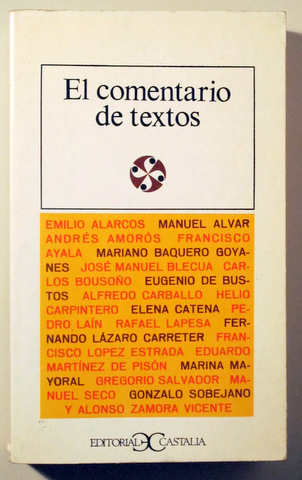 El comentario
de textos
EMILIO ALARCOS MANUEL ALVAR
ANDRÉS AMORÓS FRANCISCO
AYALA MARIANO BAQUERO GOYA-
NES JOSÉ MANUEL BLECUA CAR-
LOS BOUSOÑO EUGENIO DE BUS-
TOS ALFREDO CARBALLO HELIO
CARPINTERO ELENA CATENA PE-
DRO LAÍN RAFAEL LAPESA FER-
NANDO LÁZARO CARRETER FRAN-
CISCO LOPEZ ESTRADA EDUARDO
MARTÍNEZ DE PISÓN MARINA MA-
YORAL GREGORIO SALVADOR MA-
NUEL SECO GONZALO SOBEJANO
Y ALONSO ZAMORA VICENTE
EDITORIAL CASTALIA